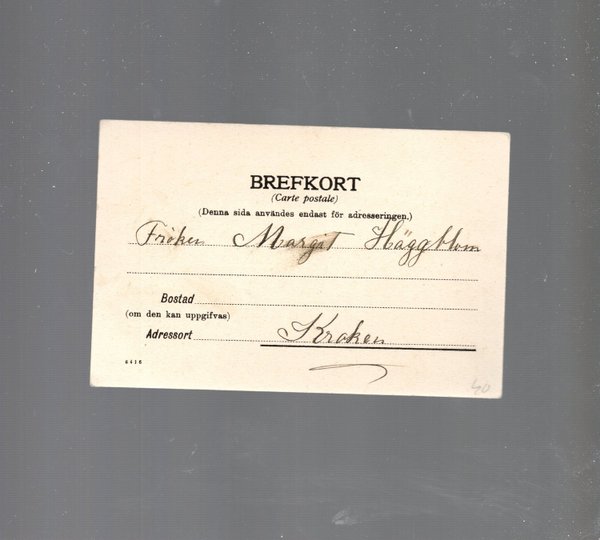 BREFKORT
(Carte postale)
(Denna sida användes endast för adresseringen.)
Fröken Margit Häggblom
Bostad
(om den kan uppgifvas)
Adressort Kroken
40